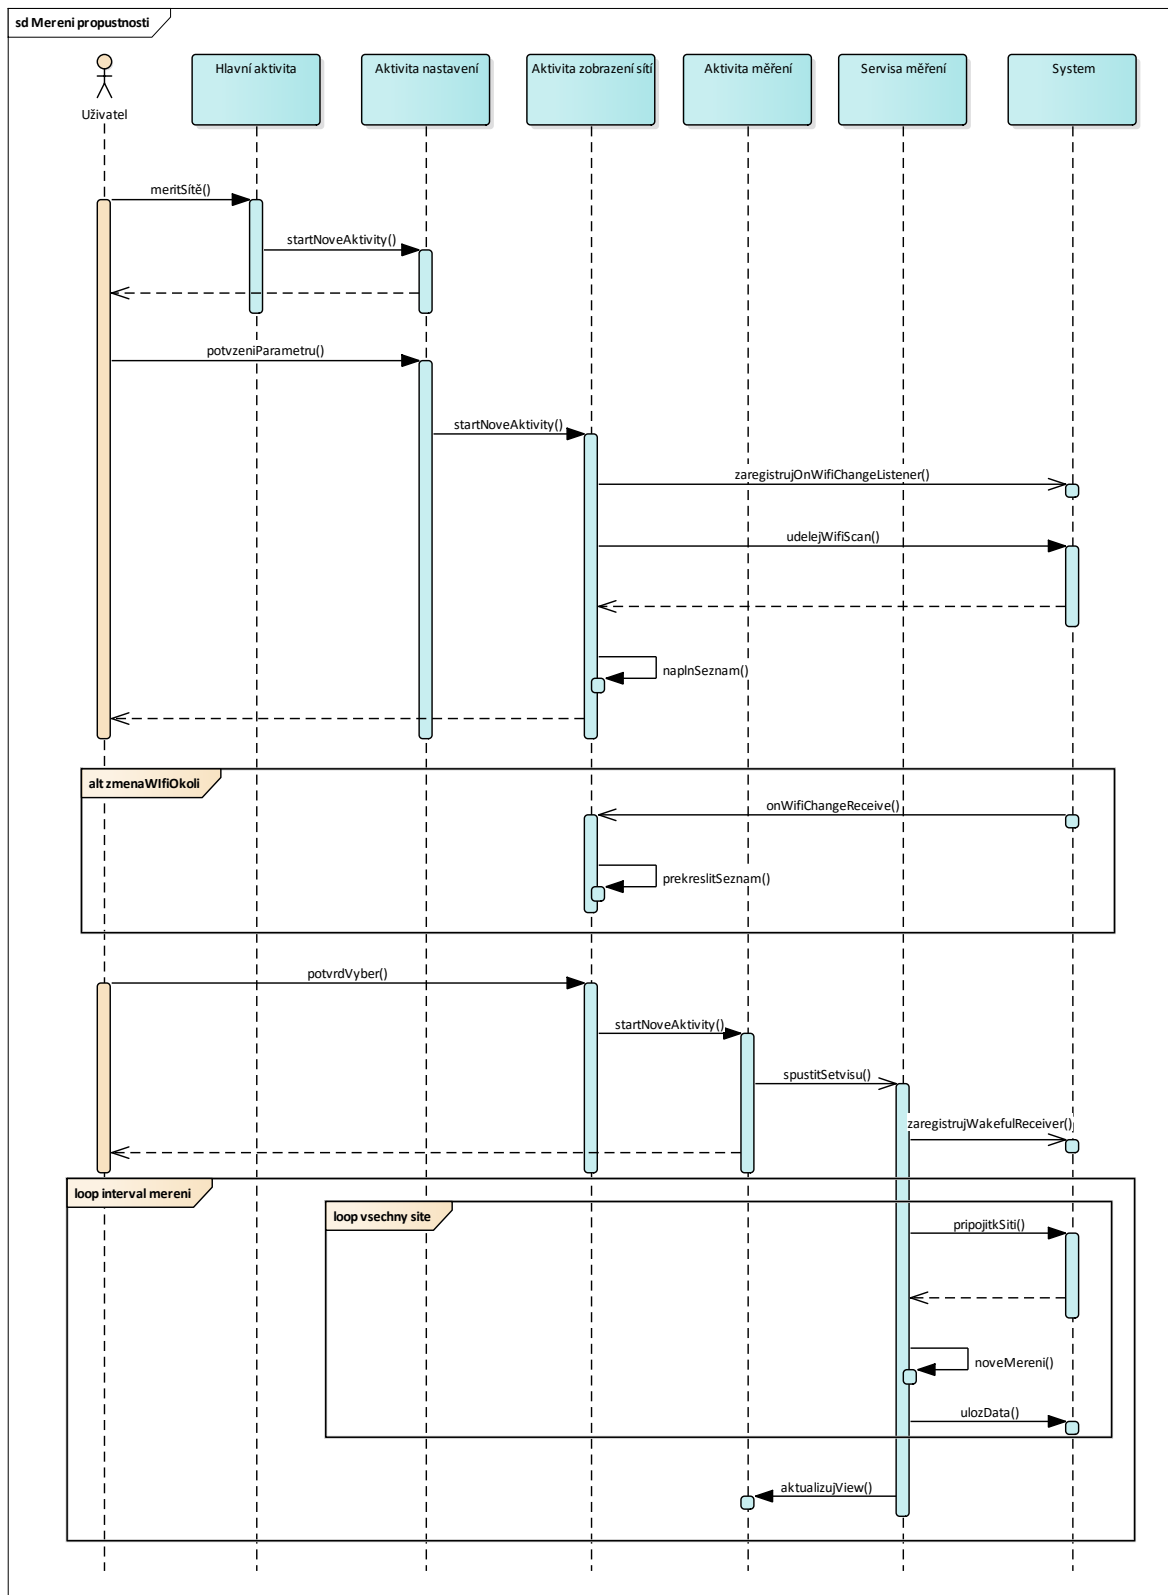 sd Mereni propustnosti
Uživatel
Hlavní aktivita
Aktivita nastavení
Aktivita zobrazení sítí
Aktivita měření
Servisa měření
System
meritSítě()
startNoveAktivity()
potvzeniParametru()
startNoveAktivity()
zaregistrujOnWifiChangeListener()
udelejWifiScan()
naplnSeznam()
alt zmenaWIfiOkoli
onWifiChangeReceive()
prekreslitSeznam()
potvrdVyber()
startNoveAktivity()
spustitSetvisu()
zaregistrujWakefulReceiver()
loop interval mereni
loop vsechny site
pripojitkSiti()
noveMereni()
ulozData()
aktualizujView()